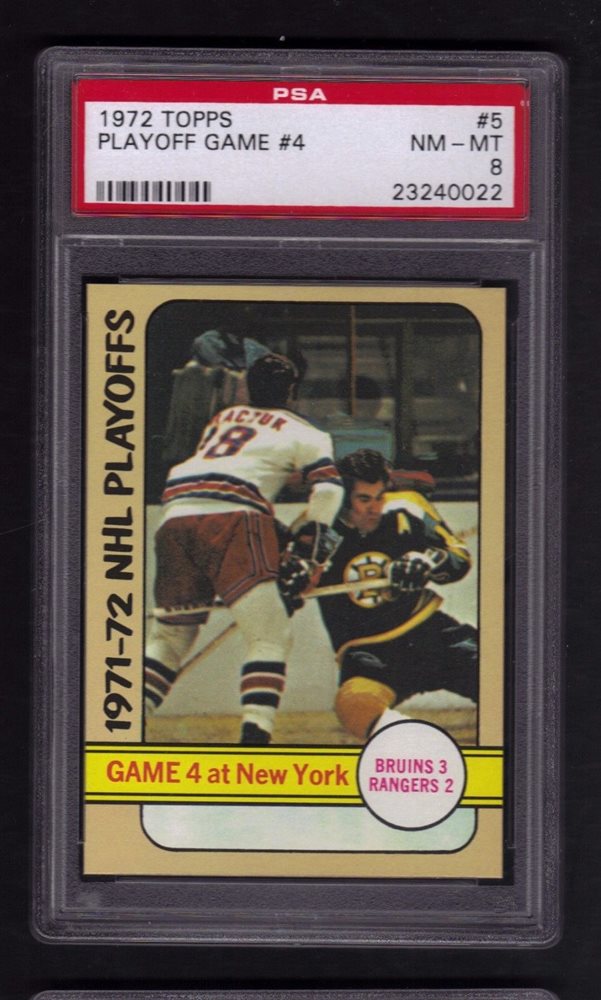 PSA
1972 TOPPS #5
PLAYOFF GAME #4 NM - MT
8
23240022
1971-72 NHL PLAYOFFS
18
A
B
GAME 4 at New York
BRUINS 3
RANGERS 2